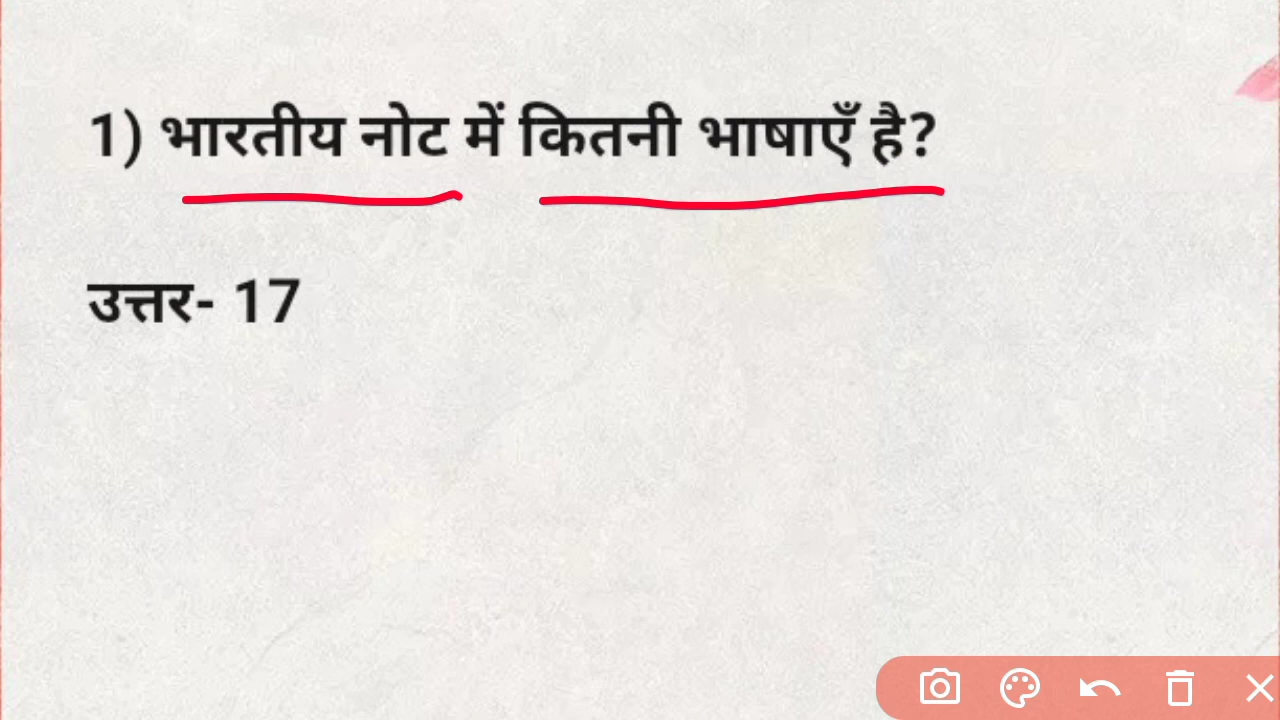 1) भारतीय नोट में कितनी भाषाएँ है?
उत्तर- 17